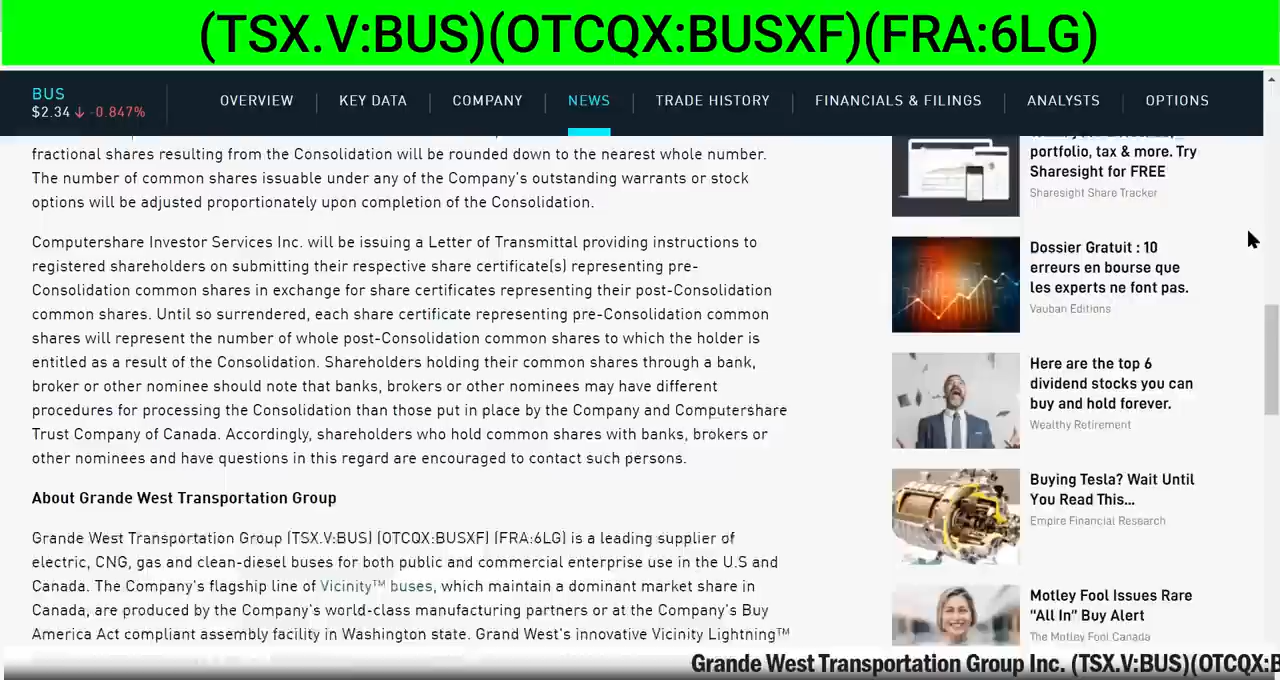 (TSX.V:BUS)(OTCQX:BUSXF)(FRA:6LG)
BUS
$2.34 ↓ -0.847%
OVERVIEW
KEY DATA
COMPANY
NEWS
TRADE HISTORY
FINANCIALS & FILINGS
ANALYSTS
OPTIONS
fractional shares resulting from the Consolidation will be rounded down to the nearest whole number.
The number of common shares issuable under any of the Company's outstanding warrants or stock
options will be adjusted proportionately upon completion of the Consolidation.
Computershare Investor Services Inc. will be issuing a Letter of Transmittal providing instructions to
registered shareholders on submitting their respective share certificate(s) representing pre-
Consolidation common shares in exchange for share certificates representing their post-Consolidation
common shares. Until so surrendered, each share certificate representing pre-Consolidation common
shares will represent the number of whole post-Consolidation common shares to which the holder is
entitled as a result of the Consolidation. Shareholders holding their common shares through a bank,
broker or other nominee should note that banks, brokers or other nominees may have different
procedures for processing the Consolidation than those put in place by the Company and Computershare
Trust Company of Canada. Accordingly, shareholders who hold common shares with banks, brokers or
other nominees and have questions in this regard are encouraged to contact such persons.
About Grande West Transportation Group
Grande West Transportation Group (TSX.V:BUS) (OTCQX:BUSXF) (FRA:6LG) is a leading supplier of
electric, CNG, gas and clean-diesel buses for both public and commercial enterprise use in the U.S and
Canada. The Company's flagship line of Vicinity™ buses, which maintain a dominant market share in
Canada, are produced by the Company's world-class manufacturing partners or at the Company's Buy
America Act compliant assembly facility in Washington state. Grand West's innovative Vicinity Lightning™
portfolio, tax & more. Try
Sharesight for FREE
Sharesight Share Tracker
Dossier Gratuit : 10
erreurs en bourse que
les experts ne font pas.
Vauban Editions
Here are the top 6
dividend stocks you can
buy and hold forever.
Wealthy Retirement
Buying Tesla? Wait Until
You Read This...
Empire Financial Research
Motley Fool Issues Rare
“All In” Buy Alert
The Motley Fool Canada
Grande West Transportation Group Inc. (TSX.V:BUS)(OTCQX:B